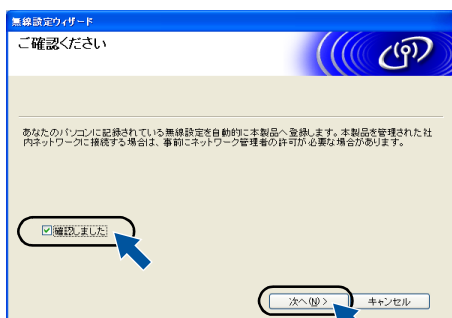 無線設定ウィザード
ご確認ください
あなたのパソコンに記録されている無線設定を自動的に本製品へ登録します。本製品を管理された社
内ネットワークに接続する場合は、事前にネットワーク管理者の許可が必要な場合があります。
確認しました
次へ(N) >
キャンセル